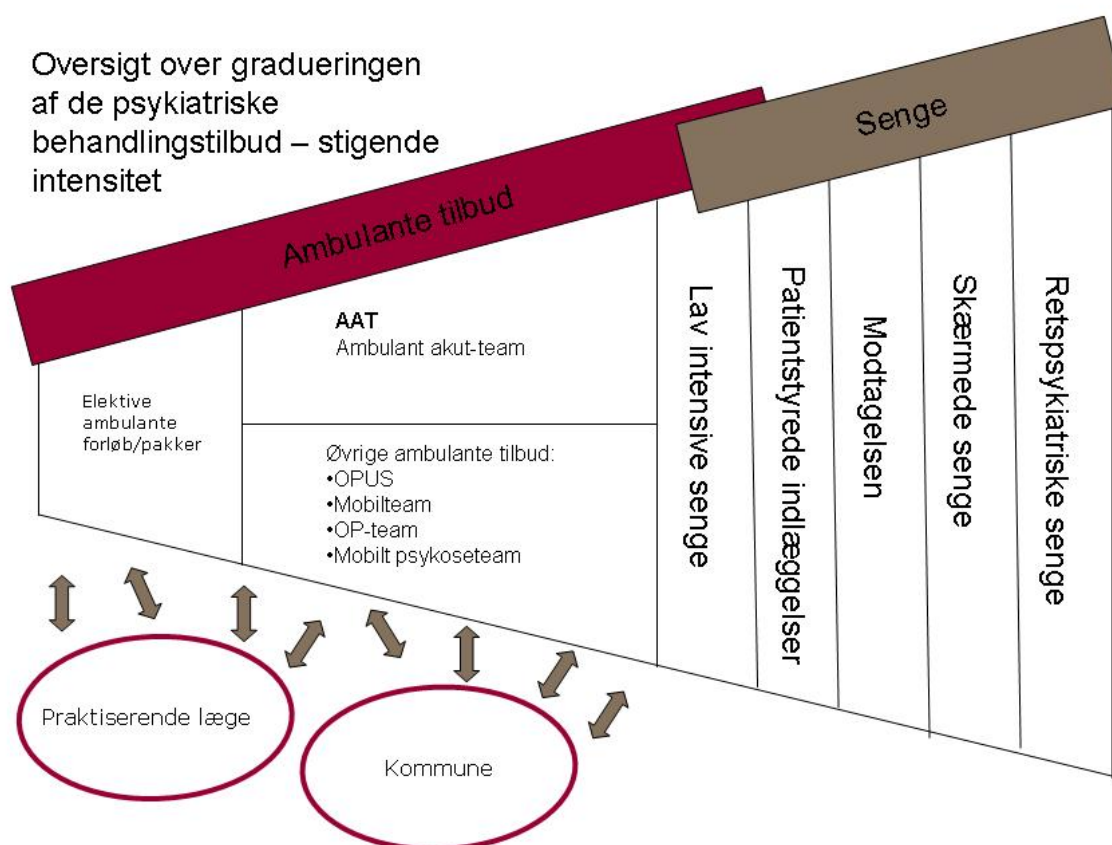 Oversigt over gradueringen
af de psykiatriske
behandlingstilbud – stigende
intensitet
Ambulante tilbud
Senge
Elektive
ambulante
forløb/pakker
AAT
Ambulant akut-team
Øvrige ambulante tilbud:
•OPUS
•Mobilteam
•OP-team
•Mobilt psykoseteam
Lav intensive senge
Patientstyrede indlæggelser
Modtagelsen
Skærmede senge
Retspsykiatriske senge
Praktiserende læge
Kommune